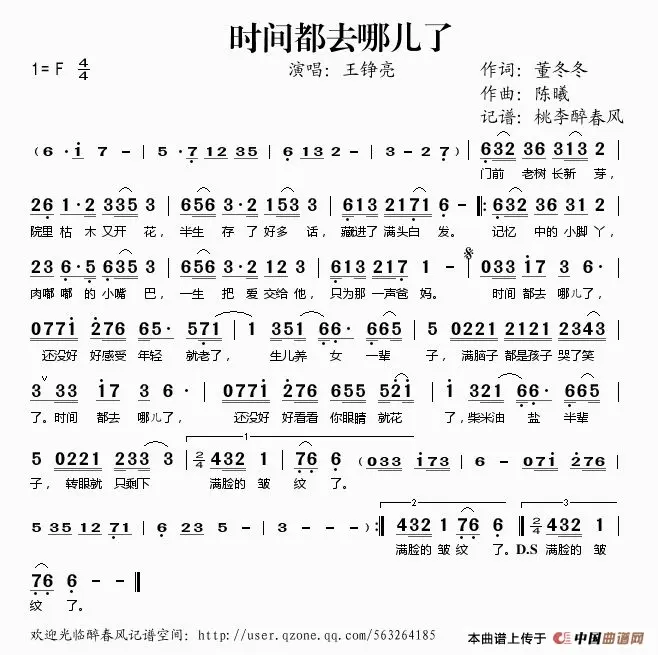 时间都去哪儿了
1=F 4/4 演唱：王铮亮 作词：董冬冬
作曲：陈曦
记谱：桃李醉春风
(6 · i 7 - | 5 · 7 12 35 | 6 132 - | 3 - 2 7) | 632 36 313 2 |
门前 老树 长新 芽，
26 1·2 335 3 | 656 3·2 153 3 | 613 2171 6 - ‖: 632 36 313 2 |
院里 枯 木 又开 花， 半生 存 了 好多 话， 藏进了 满头白 发。 记忆 中的 小脚 丫，
23 6·5 635 3 | 656 3·2 123 3 | 613 217 1 - | 033 i7 3 6· |
肉嘟 嘟 的 小嘴 巴， 一生 把 爱 交给 他， 只为那 一声爸 妈。 时间 都去 哪儿了，
077i 276 65· 571 | 1 351 66· 665 | 5 0221 2121 2343 |
还没好 好感受 年轻 就老了， 生儿养 女 一辈 子， 满脑子 都是孩子 哭了笑
3 33 i7 3 6· | 077i 276 655 52i | i 321 66· 665 |
了。时间 都去 哪儿了， 还没好 好看看 你眼睛 就花 了，柴米油 盐 半辈
1
5 0221 233 3 | 2/4 432 1 | 76 6 (033 i73 | 6 - 07i 276 |
子， 转眼就 只剩下 满脸的 皱 纹 了。
2 3
5 35 12 71 | 6 23 5 - | 3 - - -) :‖ 432 1 76 6 ‖ 2/4 432 1 |
满脸的 皱 纹 了。D.S 满脸的 皱
76 6 - - ‖
纹 了。
欢迎光临醉春风记谱空间：http://user.qzone.qq.com/563264185 本曲谱上传于 中国曲谱网